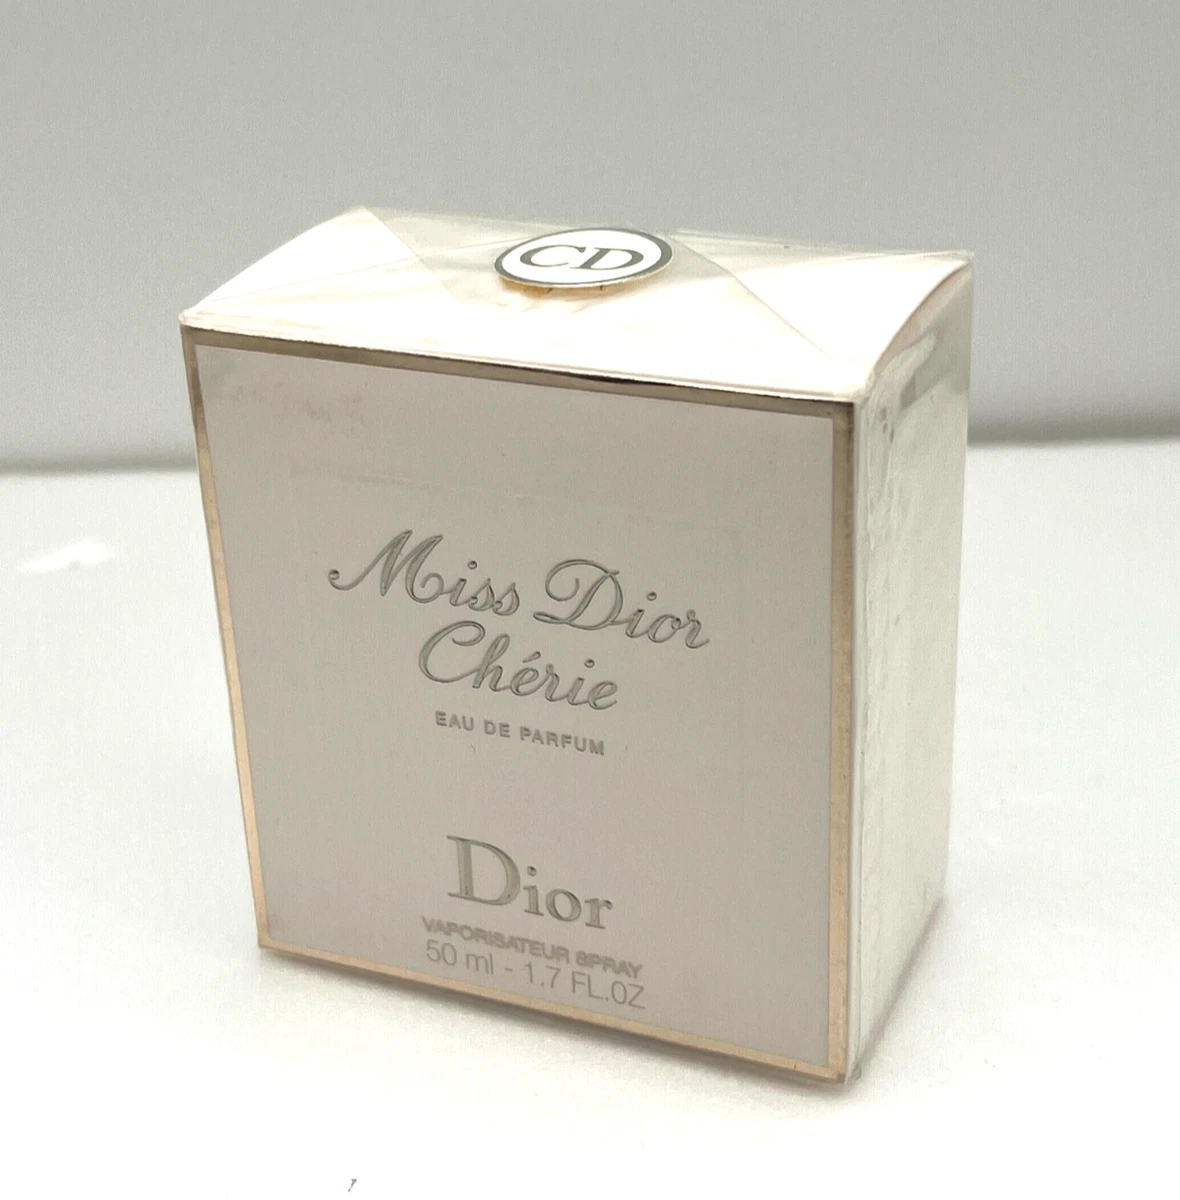 CD
Miss Dior
Chérie
EAU DE PARFUM
Dior
VAPORISATEUR SPRAY
50 ml - 1.7 FL.OZ